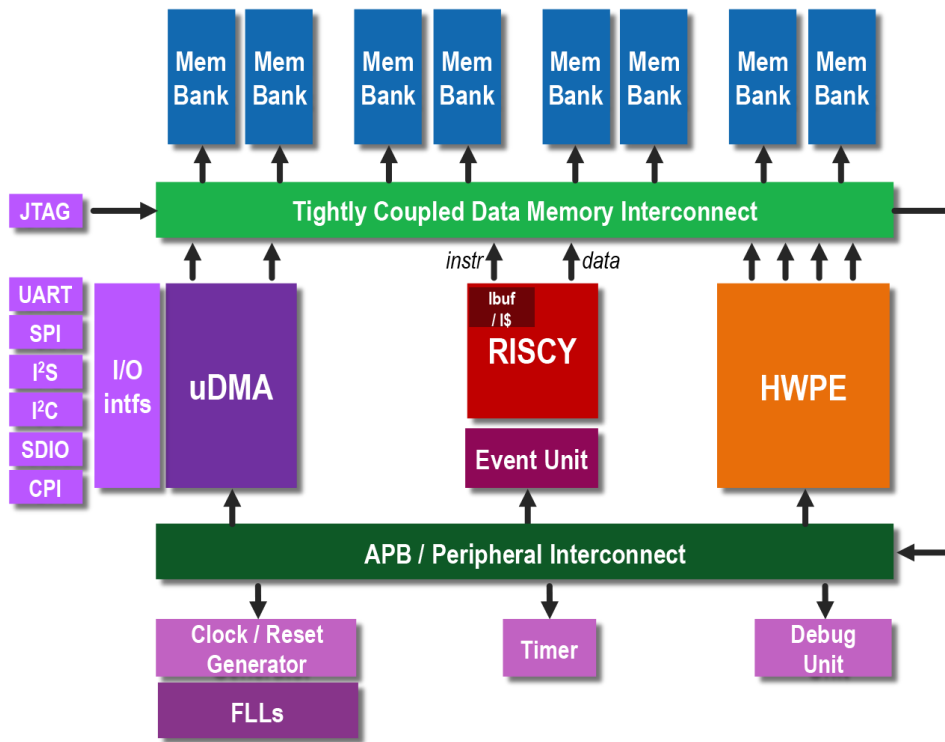 Mem Bank
Mem Bank
Mem Bank
Mem Bank
Mem Bank
Mem Bank
Mem Bank
Mem Bank
JTAG
Tightly Coupled Data Memory Interconnect
instr
data
UART
SPI
I²S
I²C
SDIO
CPI
I/O
intfs
uDMA
Ibuf
/ I$
RISCY
Event Unit
HWPE
APB / Peripheral Interconnect
Clock / Reset
Generator
FLLs
Timer
Debug
Unit